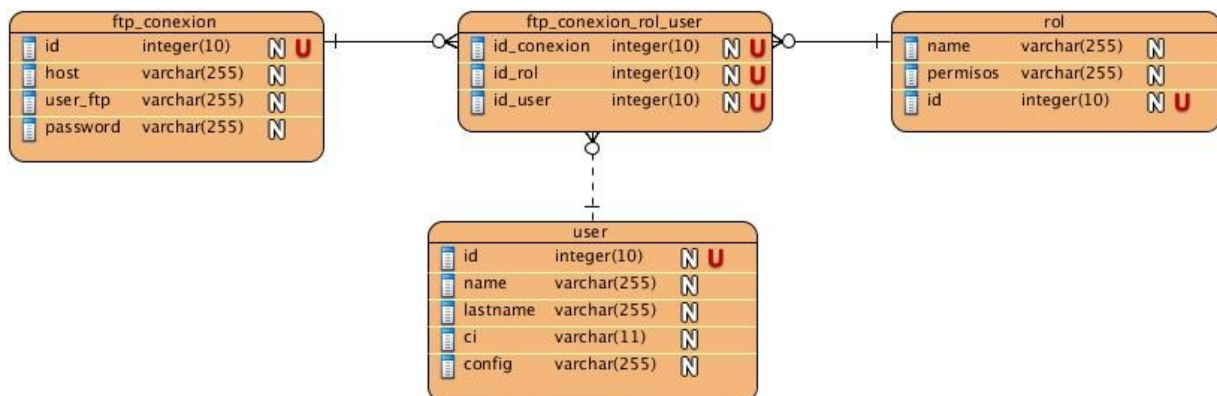 ftp_conexion
id integer(10) N U
host varchar(255) N
user_ftp varchar(255) N
password varchar(255) N
ftp_conexion_rol_user
id_conexion integer(10) N U
id_rol integer(10) N U
id_user integer(10) N U
rol
name varchar(255) N
permisos varchar(255) N
id integer(10) N U
user
id integer(10) N U
name varchar(255) N
lastname varchar(255) N
ci varchar(11) N
config varchar(255) N